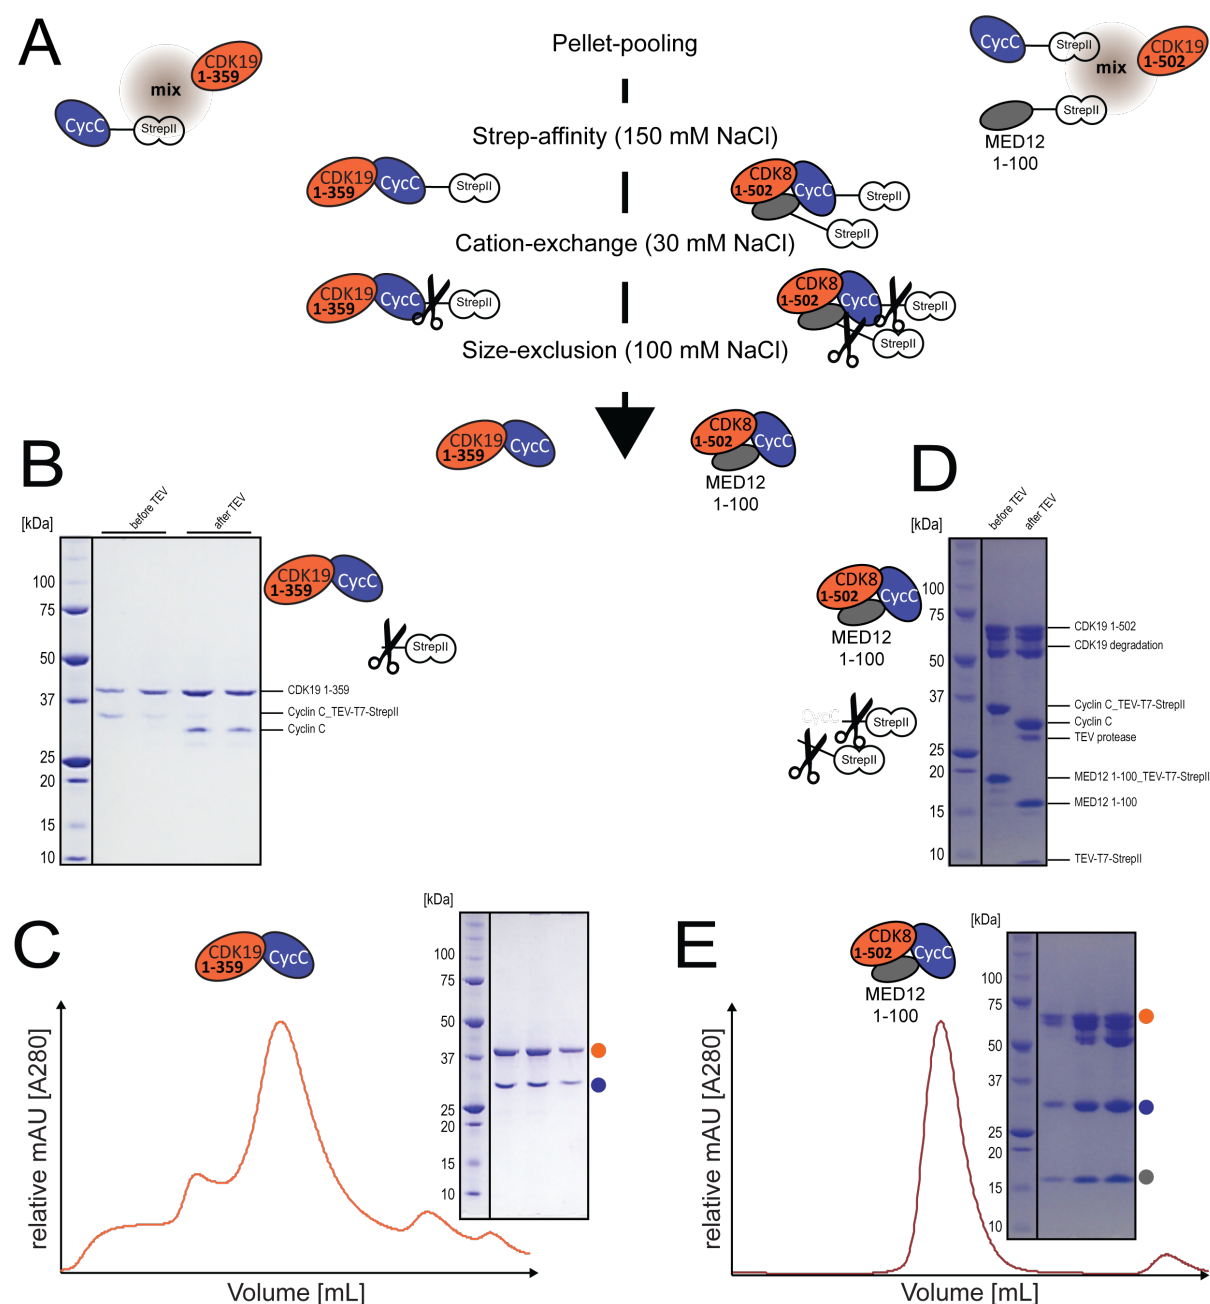 A
Pellet-pooling
CDK19
1-359
mix
CycC
StrepII
CycC
StrepII
CDK19
1-502
mix
StrepII
MED12
1-100
Strep-affinity (150 mM NaCl)
CDK19
1-359
CycC
StrepII
CDK8
1-502
CycC
StrepII
StrepII
Cation-exchange (30 mM NaCl)
CDK19
1-359
CycC
StrepII
CDK8
1-502
CycC
StrepII
StrepII
Size-exclusion (100 mM NaCl)
CDK19
1-359
CycC
CDK8
1-502
CycC
MED12
1-100
B
[kDa]
before TEV
after TEV
100
75
50
37
25
20
15
10
CDK19 1-359
Cyclin C_TEV-T7-StrepII
Cyclin C
CDK19
1-359
CycC
StrepII
D
[kDa]
before TEV
after TEV
100
75
50
37
25
20
15
10
CDK19 1-502
CDK19 degradation
Cyclin C_TEV-T7-StrepII
Cyclin C
TEV protease
MED12 1-100_TEV-T7-StrepII
MED12 1-100
TEV-T7-StrepII
CDK8
1-502
CycC
MED12
1-100
CycC
StrepII
StrepII
C
CDK19
1-359
CycC
relative mAU [A280]
Volume [mL]
[kDa]
100
75
50
37
25
20
15
10
E
CDK8
1-502
CycC
MED12
1-100
relative mAU [A280]
Volume [mL]
[kDa]
100
75
50
37
25
20
15
10